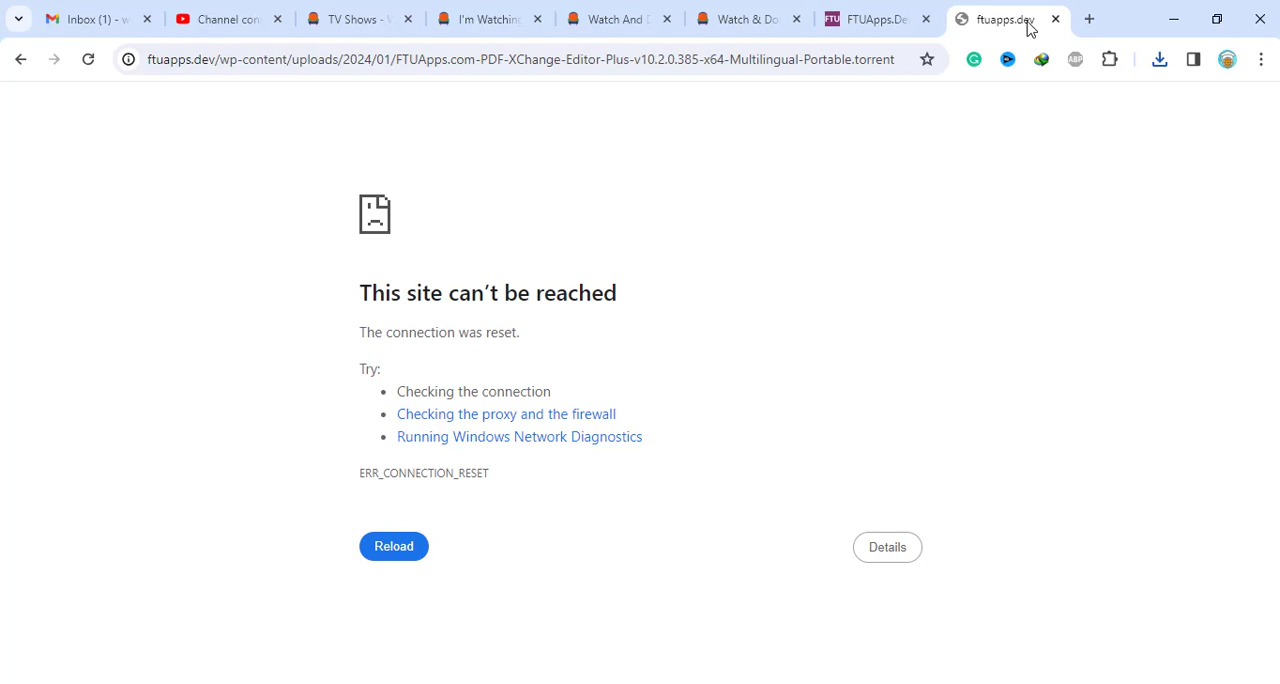 Inbox (1) - w
Channel con
TV Shows - V
I'm Watching
Watch And D
Watch & Do
FTU
FTUApps.De
ftuapps.dev
ftuapps.dev/wp-content/uploads/2024/01/FTUApps.com-PDF-XChange-Editor-Plus-v10.2.0.385-x64-Multilingual-Portable.torrent
ABP
This site can’t be reached
The connection was reset.
Try:
• Checking the connection
• Checking the proxy and the firewall
• Running Windows Network Diagnostics
ERR_CONNECTION_RESET
Reload
Details